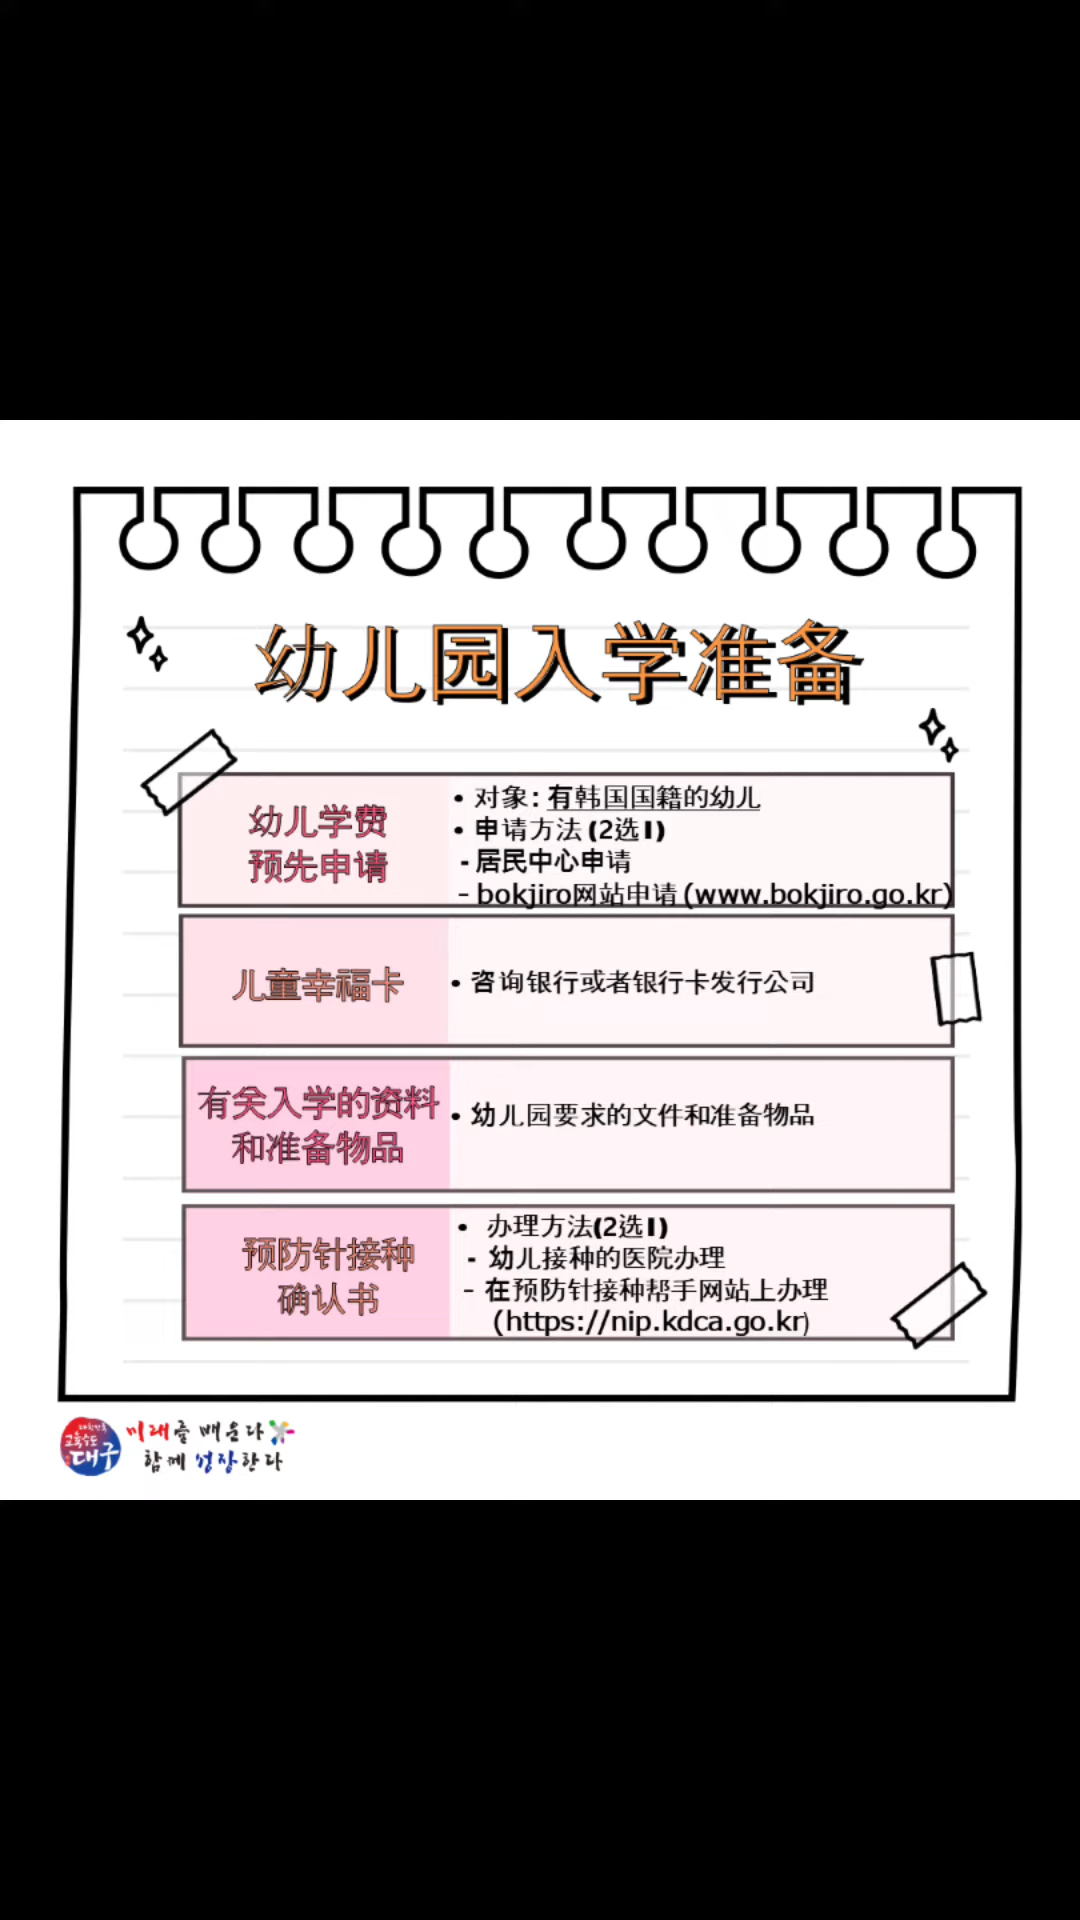 幼儿园入学准备
幼儿学费
预先申请
• 对象: 有韩国国籍的幼儿
• 申请方法 (2选1)
- 居民中心申请
- bokjiro网站申请 (www.bokjiro.go.kr)
儿童幸福卡
• 咨询银行或者银行卡发行公司
有关入学的资料
和准备物品
• 幼儿园要求的文件和准备物品
预防针接种
确认书
• 办理方法(2选1)
- 幼儿接种的医院办理
- 在预防针接种帮手网站上办理
(https://nip.kdca.go.kr)
대한민국
교육수도
대구
미래를 배운다
함께 성장한다